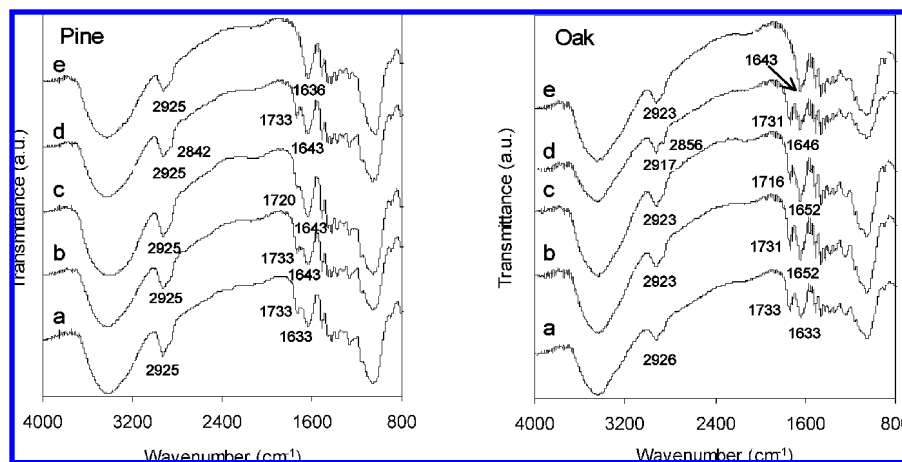 Pine
Transmittance (a.u.)
e
d
c
b
a
2925
1636
1733
2842
1643
2925
1720
1643
2925
1733
1643
2925
1733
1633
2925
4000
3200
2400
1600
800
Wavenumber (cm-1)
Oak
Transmittance (a.u.)
e
d
c
b
a
1643
2923
1731
2856
1646
2917
1716
1652
2923
1731
1652
2923
1733
1633
2926
4000
3200
2400
1600
800
Wavenumber (cm-1)